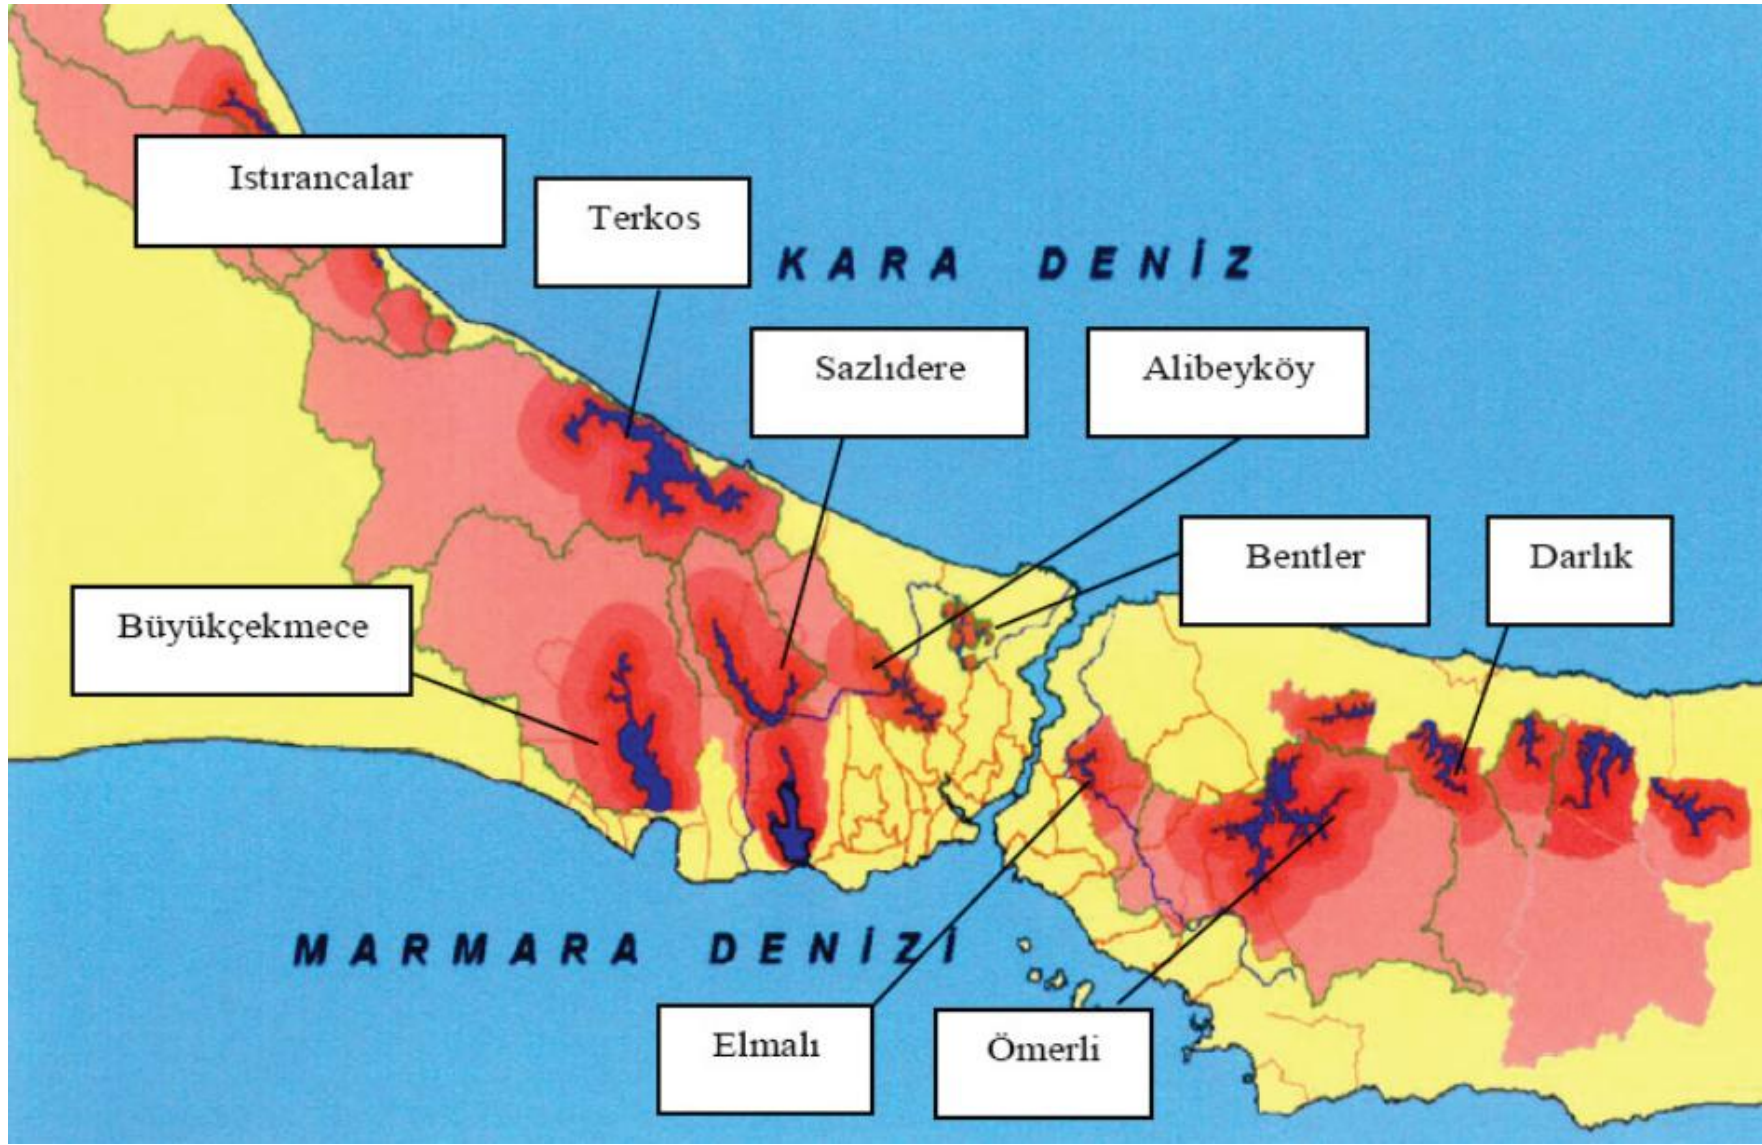 Istırancalar
Terkos
KARA DENİZ
Sazlıdere
Alibeyköy
Bentler
Darlık
Büyükçekmece
MARMARA DENİZİ
Elmalı
Ömerli